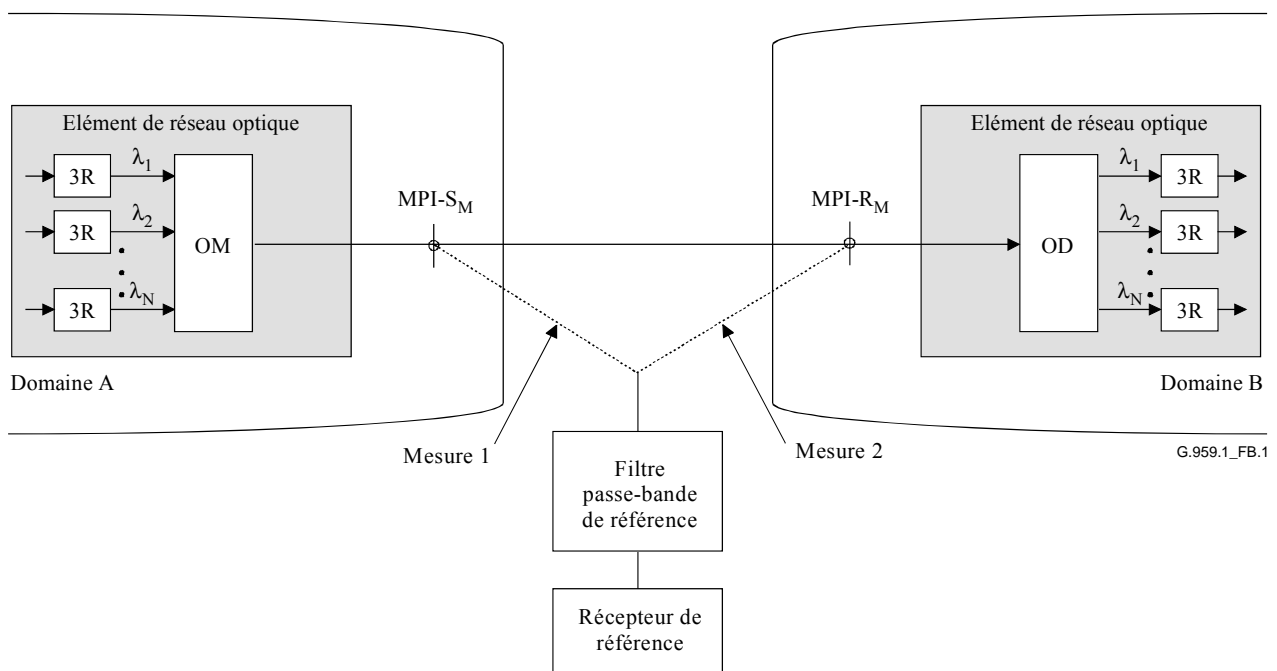 Elément de réseau optique
3R
λ1
3R
λ2
3R
λN
OM
Domaine A
MPI-SM
MPI-RM
Elément de réseau optique
OD
λ1
3R
λ2
3R
λN
3R
Domaine B
Mesure 1
Mesure 2
G.959.1_FB.1
Filtre
passe-bande
de référence
Récepteur de
référence